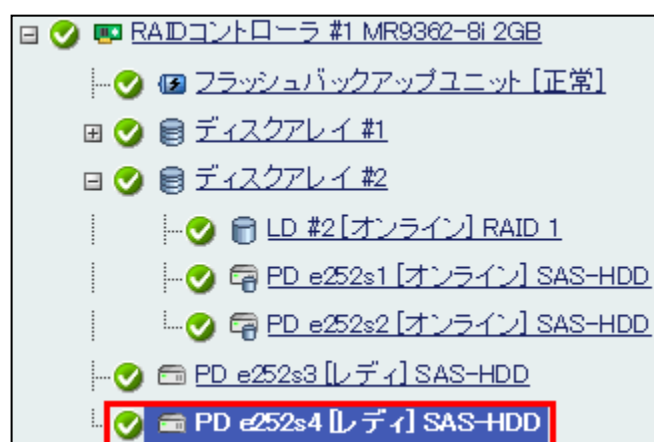 RAIDコントローラ #1 MR9362-8i 2GB
フラッシュバックアップユニット [正常]
ディスクアレイ #1
ディスクアレイ #2
LD #2 [オンライン] RAID 1
PD e252s1 [オンライン] SAS-HDD
PD e252s2 [オンライン] SAS-HDD
PD e252s3 [レディ] SAS-HDD
PD e252s4 [レディ] SAS-HDD